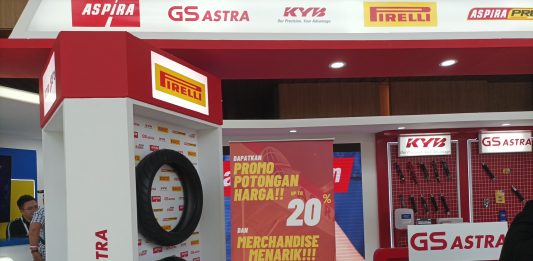 ASPIRA
GS ASTRA
KYB
Our Precision, Your Advantage
PIRELLI
ASPIRA
PIRELLI
DAPATKAN
PROMO
POTONGAN
HARGA!!
UP TO
20%
DAN
MERCHANDISE
MENARIK!!!
KYB
GS ASTRA
GS ASTRA
ASTRA